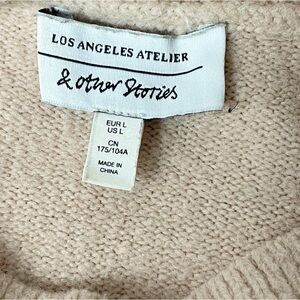 LOS ANGELES ATELIER
& other Stories
EUR L
US L
CN
175/104A
MADE IN
CHINA